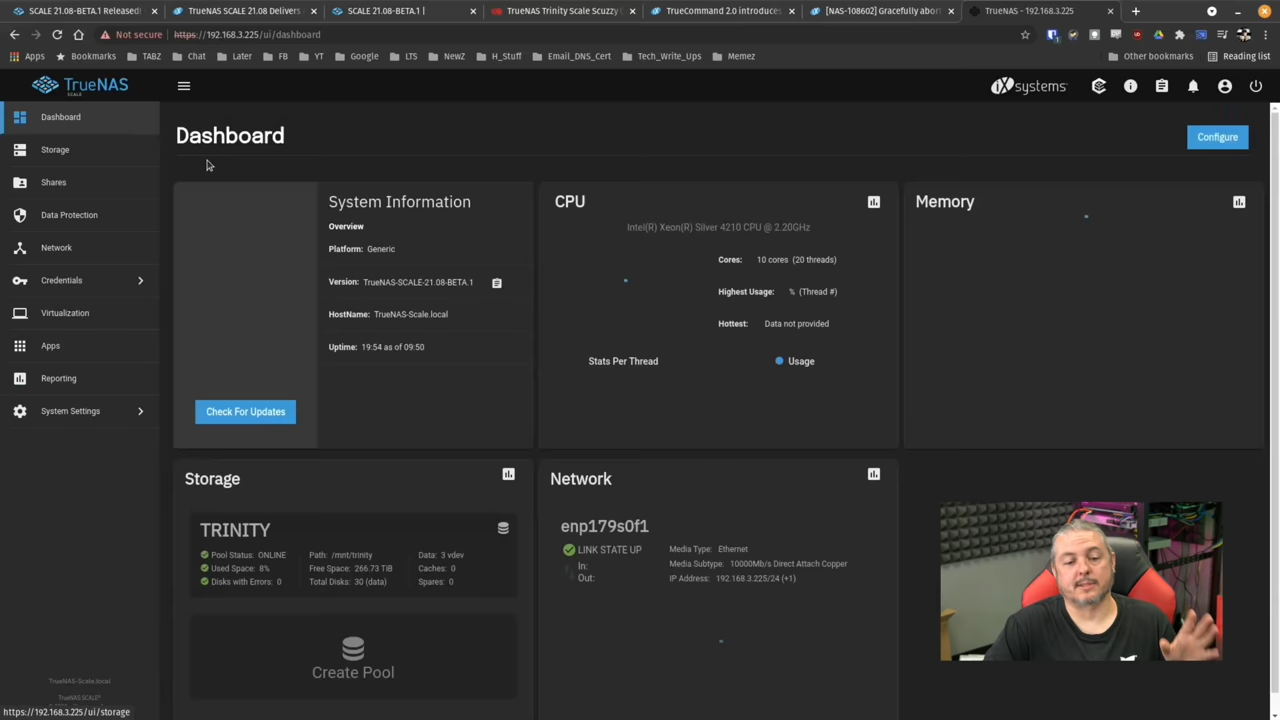 SCALE 21.08-BETA.1 Released!
TrueNAS SCALE 21.08 Delivers
SCALE 21.08-BETA.1 |
TrueNAS Trinity Scale Scuzzy (
TrueCommand 2.0 introduces
[NAS-108602] Gracefully abort
TrueNAS - 192.168.3.225
Not secure
https://192.168.3.225/ui/dashboard
Apps
Bookmarks
TABZ
Chat
Later
FB
YT
Google
LTS
NewZ
H_Stuff
Email_DNS_Cert
Tech_Write_Ups
Memez
Other bookmarks
Reading list
TrueNAS
SCALE
iXsystems
Dashboard
Storage
Shares
Data Protection
Network
Credentials
Virtualization
Apps
Reporting
System Settings
Dashboard
Configure
System Information
Overview
Platform: Generic
Version: TrueNAS-SCALE-21.08-BETA.1
HostName: TrueNAS-Scale.local
Uptime: 19:54 as of 09:50
Check For Updates
CPU
Intel(R) Xeon(R) Silver 4210 CPU @ 2.20GHz
Cores: 10 cores (20 threads)
Highest Usage: % (Thread #)
Hottest: Data not provided
Stats Per Thread
Usage
Memory
Storage
TRINITY
Pool Status: ONLINE
Path: /mnt/trinity
Data: 3 vdev
Used Space: 8%
Free Space: 266.73 TiB
Caches: 0
Disks with Errors: 0
Total Disks: 30 (data)
Spares: 0
Create Pool
Network
enp179s0f1
LINK STATE UP
In:
Out:
Media Type: Ethernet
Media Subtype: 10000Mb/s Direct Attach Copper
IP Address: 192.168.3.225/24 (+1)
TrueNAS-Scale.local
TrueNAS SCALE®
https://192.168.3.225/ui/storage